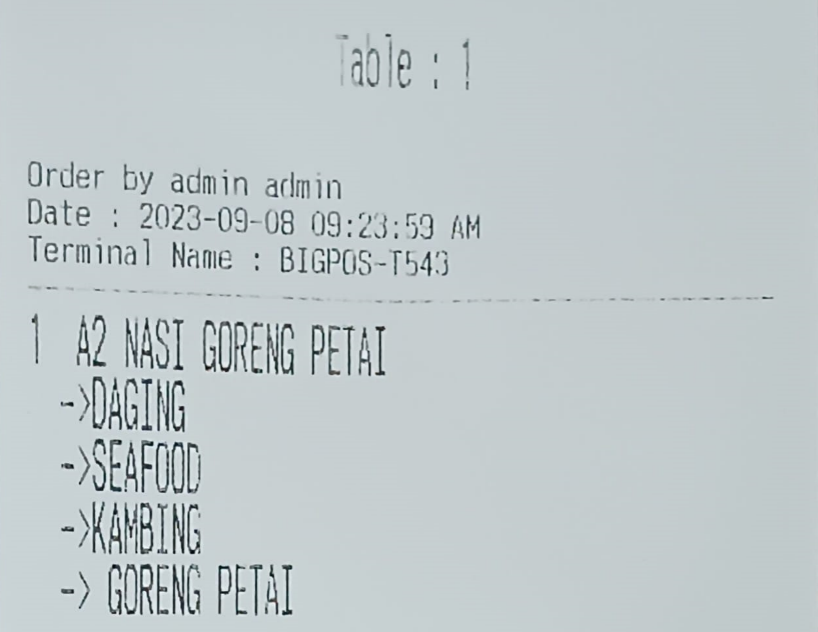 Table : 1
Order by admin admin
Date : 2023-09-08 09:23:59 AM
Terminal Name : BIGPOS-T543
1 A2 NASI GORENG PETAI
->DAGING
->SEAFOOD
->KAMBING
-> GORENG PETAI